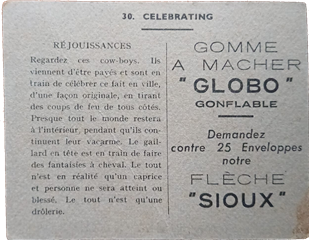 30. CELEBRATING
RÉJOUISSANCES
Regardez ces cow-boys. Ils
viennent d'être payés et sont en
train de célébrer ce fait en ville,
d'une façon originale, en tirant
des coups de feu de tous côtés.
Presque tout le monde restera
à l'intérieur, pendant qu'ils con-
tinuent leur vacarme. Le gail-
lard en tête est en train de faire
des fantaisies à cheval. Le tout
n'est en réalité qu'un caprice
et personne ne sera atteint ou
blessé. Le tout n'est qu'une
drôlerie.
GOMME
A MACHER
"GLOBO"
GONFLABLE
Demandez
contre 25 Enveloppes
notre
FLÈCHE
"SIOUX"